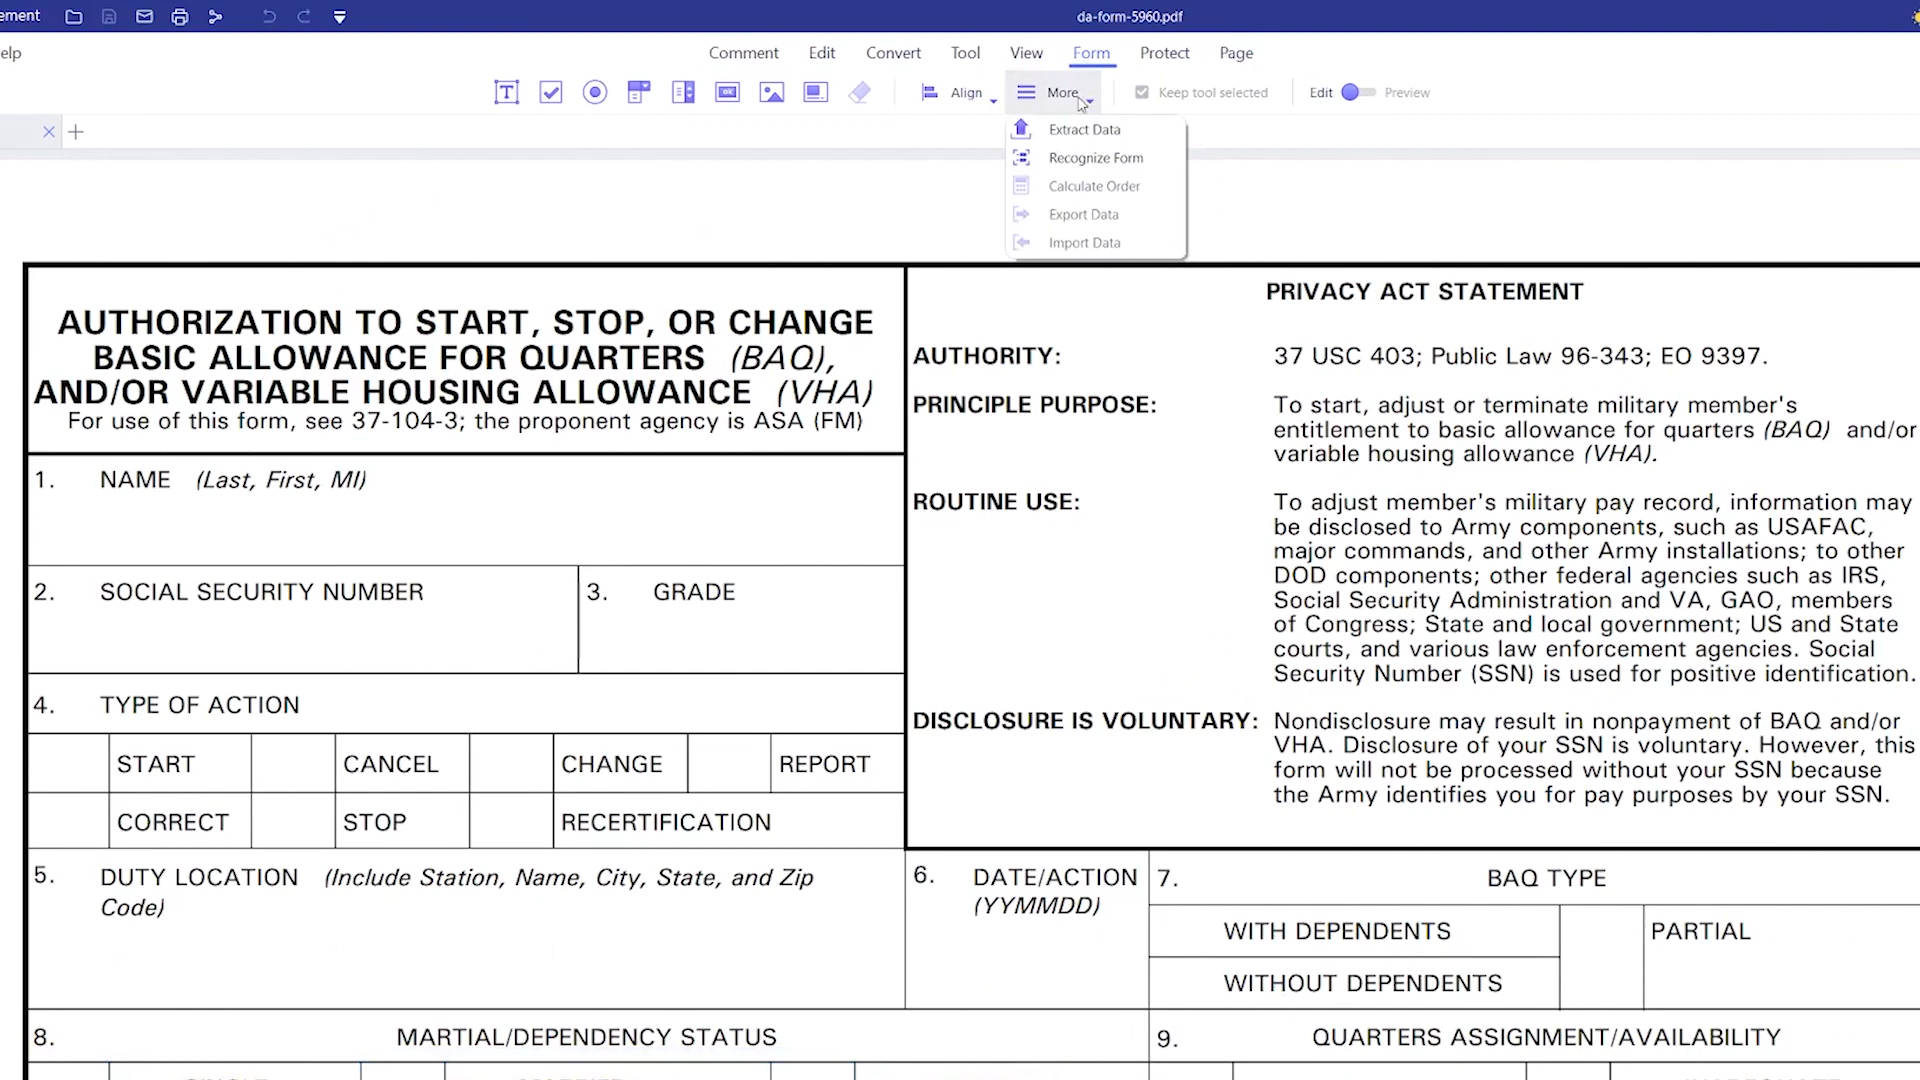 ement
da-form-5960.pdf
elp
Comment Edit Convert Tool View Form Protect Page
Align More Keep tool selected Edit Preview
Extract Data
Recognize Form
Calculate Order
Export Data
Import Data
AUTHORIZATION TO START, STOP, OR CHANGE
BASIC ALLOWANCE FOR QUARTERS (BAQ),
AND/OR VARIABLE HOUSING ALLOWANCE (VHA)
For use of this form, see 37-104-3; the proponent agency is ASA (FM)
1. NAME (Last, First, MI)
2. SOCIAL SECURITY NUMBER
3. GRADE
4. TYPE OF ACTION
START CANCEL CHANGE REPORT
CORRECT STOP RECERTIFICATION
PRIVACY ACT STATEMENT
AUTHORITY: 37 USC 403; Public Law 96-343; EO 9397.
PRINCIPLE PURPOSE: To start, adjust or terminate military member's
entitlement to basic allowance for quarters (BAQ) and/or
variable housing allowance (VHA).
ROUTINE USE: To adjust member's military pay record, information may
be disclosed to Army components, such as USAFAC,
major commands, and other Army installations; to other
DOD components; other federal agencies such as IRS,
Social Security Administration and VA, GAO, members
of Congress; State and local government; US and State
courts, and various law enforcement agencies. Social
Security Number (SSN) is used for positive identification.
DISCLOSURE IS VOLUNTARY: Nondisclosure may result in nonpayment of BAQ and/or
VHA. Disclosure of your SSN is voluntary. However, this
form will not be processed without your SSN because
the Army identifies you for pay purposes by your SSN.
5. DUTY LOCATION (Include Station, Name, City, State, and Zip
Code)
6. DATE/ACTION
(YYMMDD)
7. BAQ TYPE
WITH DEPENDENTS PARTIAL
WITHOUT DEPENDENTS
8. MARTIAL/DEPENDENCY STATUS
9. QUARTERS ASSIGNMENT/AVAILABILITY